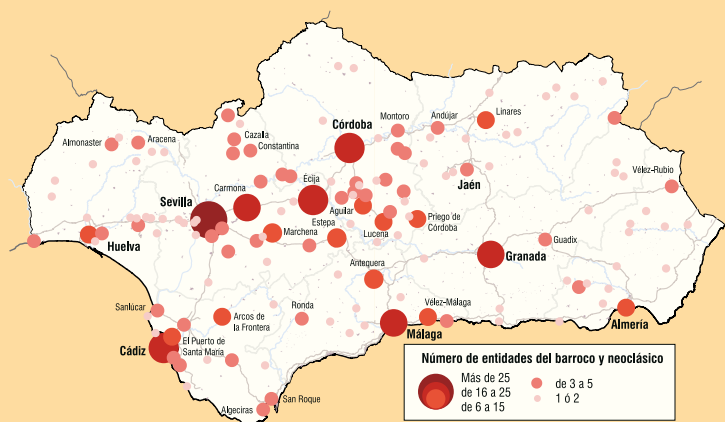 Córdoba
Montoro
Andújar
Linares
Almonaster
Aracena
Cazalla
Constantina
Vélez-Rubio
Jaén
Carmona
Écija
Sevilla
Aguilar
Estepa
Marchena
Lucena
Priego de
Córdoba
Huelva
Guadix
Granada
Antequera
Sanlúcar
Arcos de
la Frontera
Ronda
Vélez-Málaga
Almería
Málaga
El Puerto de
Santa María
Cádiz
San Roque
Algeciras
Número de entidades del barroco y neoclásico
Más de 25
de 16 a 25
de 6 a 15
de 3 a 5
1 ó 2